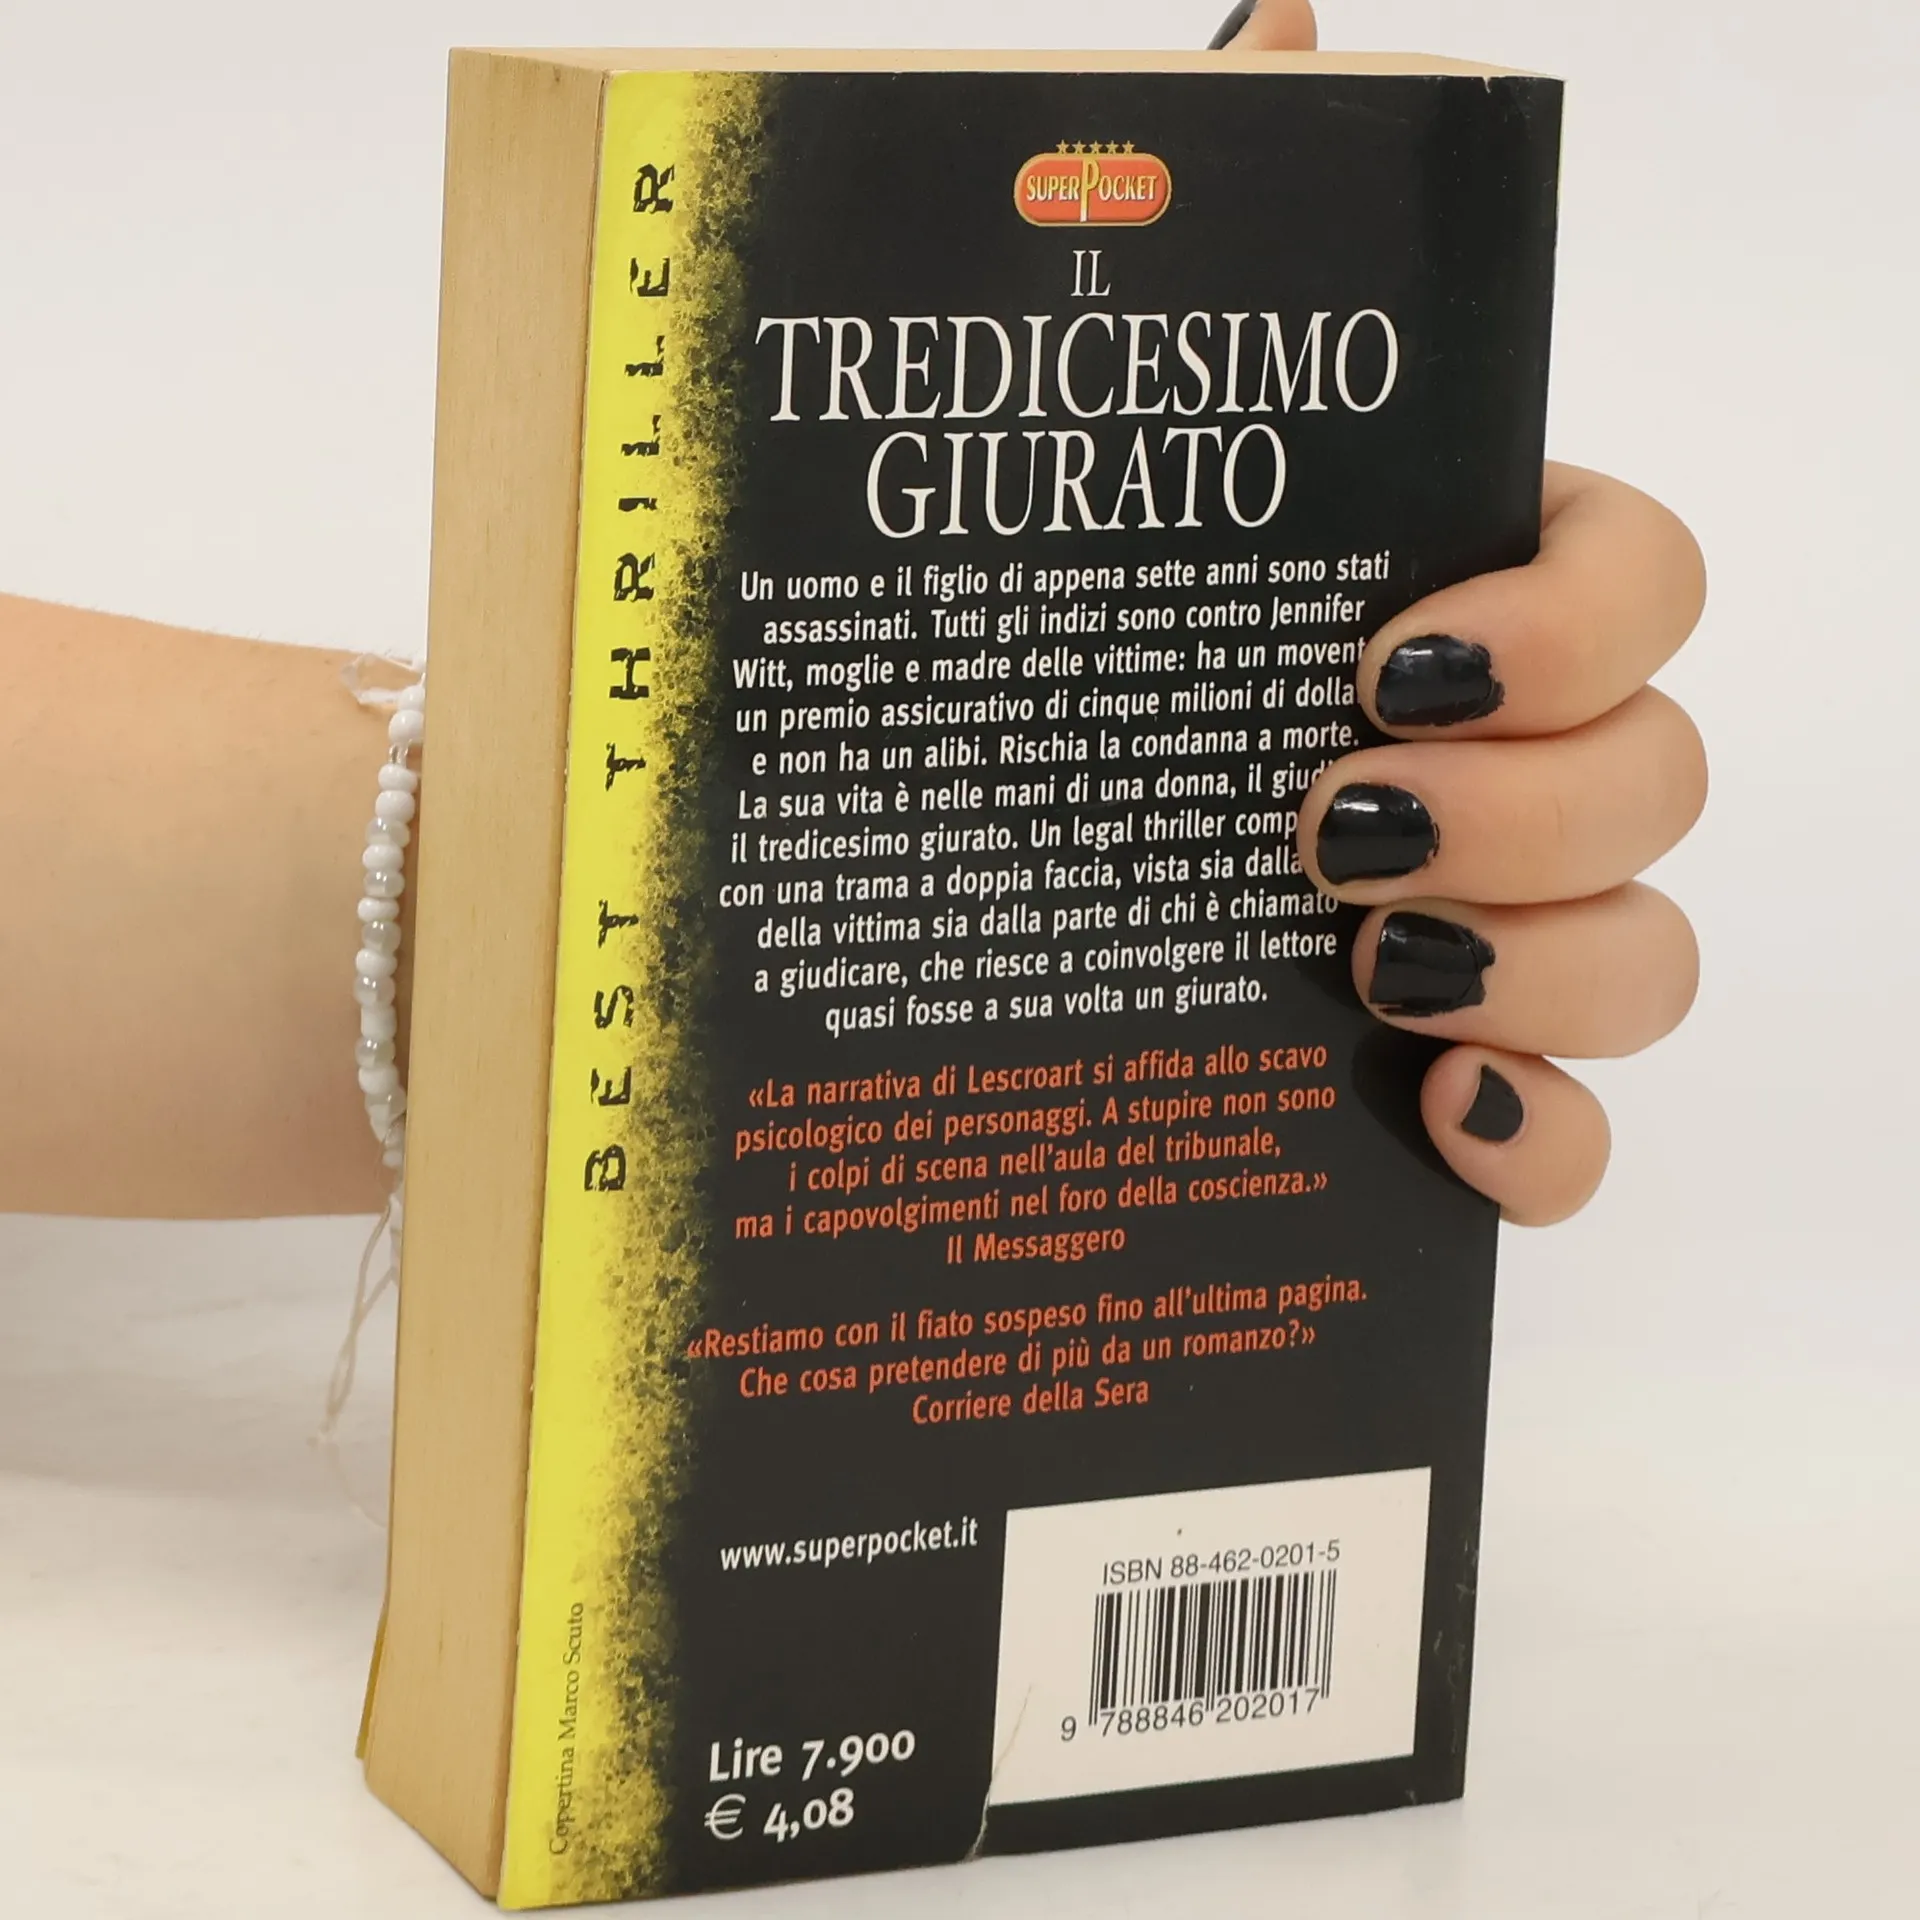 SUPERPOCKET
IL
TREDICESIMO
GIURATO
Un uomo e il figlio di appena sette anni sono stati
assassinati. Tutti gli indizi sono contro Jennifer
Witt, moglie e madre delle vittime: ha un movent
un premio assicurativo di cinque milioni di dolla
e non ha un alibi. Rischia la condanna a morte.
La sua vita è nelle mani di una donna, il giud
il tredicesimo giurato. Un legal thriller comp
con una trama a doppia faccia, vista sia dalla
della vittima sia dalla parte di chi è chiamato
a giudicare, che riesce a coinvolgere il lettore
quasi fosse a sua volta un giurato.
«La narrativa di Lescroart si affida allo scavo
psicologico dei personaggi. A stupire non sono
i colpi di scena nell'aula del tribunale,
ma i capovolgimenti nel foro della coscienza.»
Il Messaggero
«Restiamo con il fiato sospeso fino all'ultima pagina.
Che cosa pretendere di più da un romanzo?»
Corriere della Sera
www.superpocket.it
ISBN 88-462-0201-5
9 788846 202017
Lire 7.900
€ 4,08
BEST THRILLER
Copertina Marco Scuto